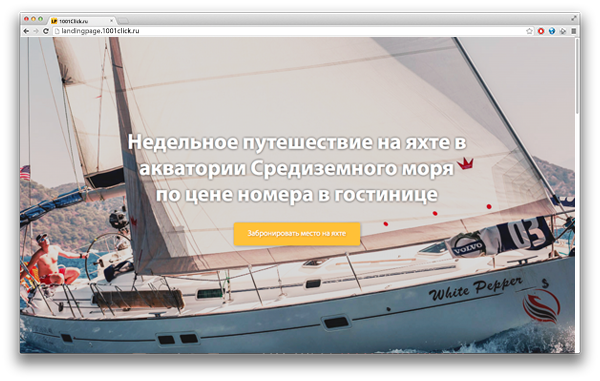 1001Click.ru
landingpage.1001click.ru
Недельное путешествие на яхте в
акватории Средиземного моря
по цене номера в гостинице
Забронировать место на яхте
VOLVO
03
White Pepper